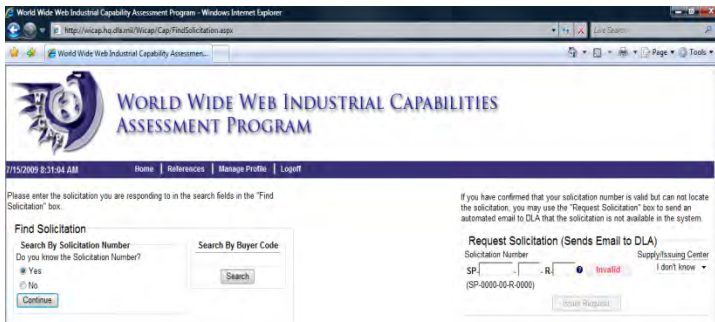 World Wide Web Industrial Capability Assessment Program - Windows Internet Explorer
http://wicap.hq.dla.mil/Wicap/Cap/FindSolicitation.aspx
Live Search
World Wide Web Industrial Capability Assessmen...
Page
Tools
WORLD WIDE WEB INDUSTRIAL CAPABILITIES
ASSESSMENT PROGRAM
7/15/2009 8:31:04 AM Home | References | Manage Profile | Logoff
Please enter the solicitation you are responding to in the search fields in the "Find
Solicitation" box.
Find Solicitation
Search By Solicitation Number
Do you know the Solicitation Number?
Yes
No
Continue
Search By Buyer Code
Search
If you have confirmed that your solicitation number is valid but can not locate
the solicitation, you may use the "Request Solicitation" box to send an
automated email to DLA that the solicitation is not available in the system.
Request Solicitation (Sends Email to DLA)
Solicitation Number Supply/Issuing Center
SP- - - R- Invalid I don't know
(SP-0000-00-R-0000)
Request